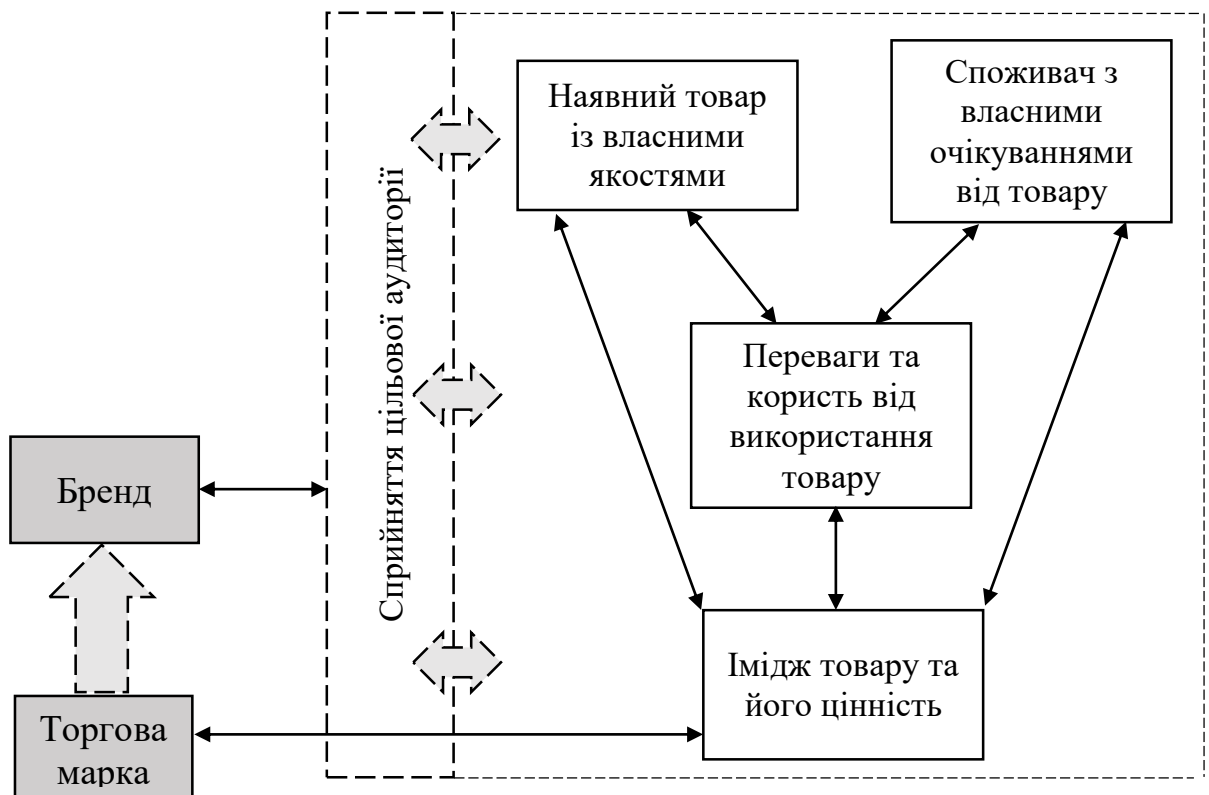 Наявний товар
із власними
якостями
Споживач з
власними
очікуваннями
від товару
Сприйняття цільової аудиторії
Переваги та
користь від
використання
товару
Бренд
Імідж товару та
його цінність
Торгова
марка